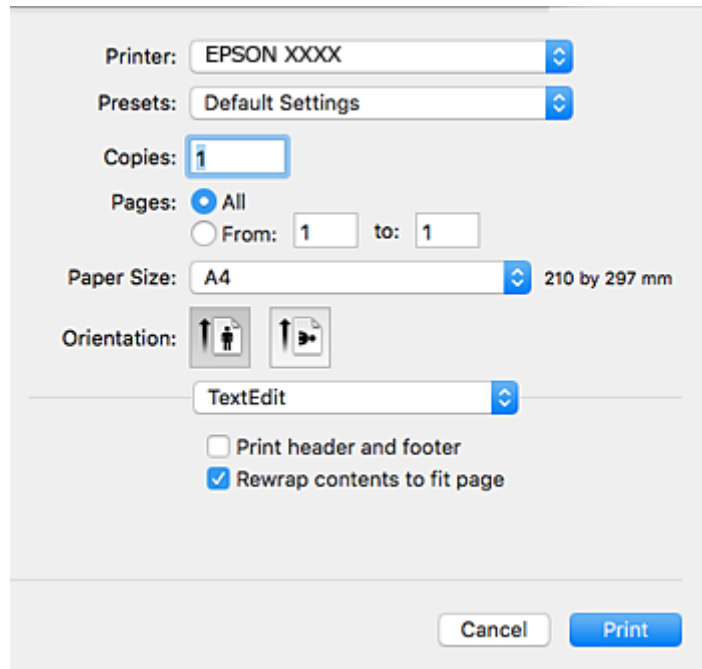 Printer: EPSON XXXX
Presets: Default Settings
Copies: 1
Pages: All
From: 1 to: 1
Paper Size: A4 210 by 297 mm
Orientation:
TextEdit
Print header and footer
Rewrap contents to fit page
Cancel Print